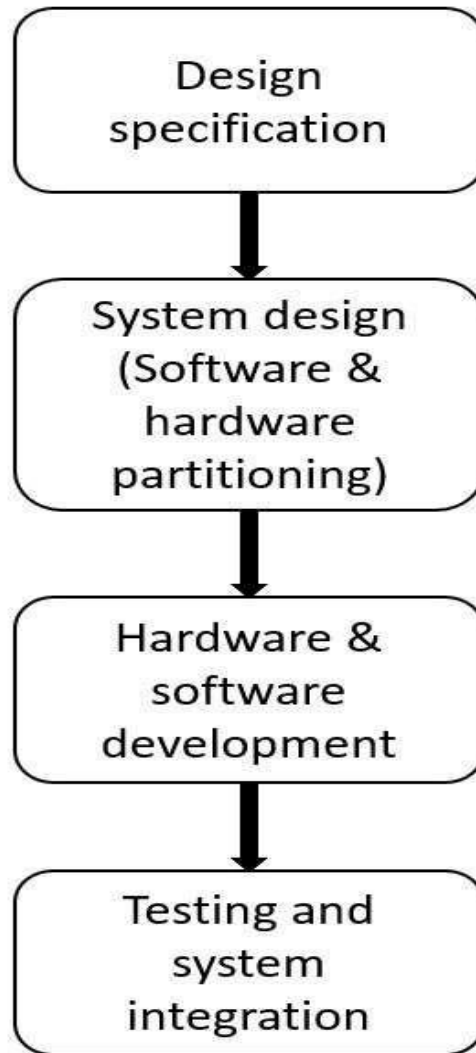 Design
specification
System design
(Software &
hardware
partitioning)
Hardware &
software
development
Testing and
system
integration